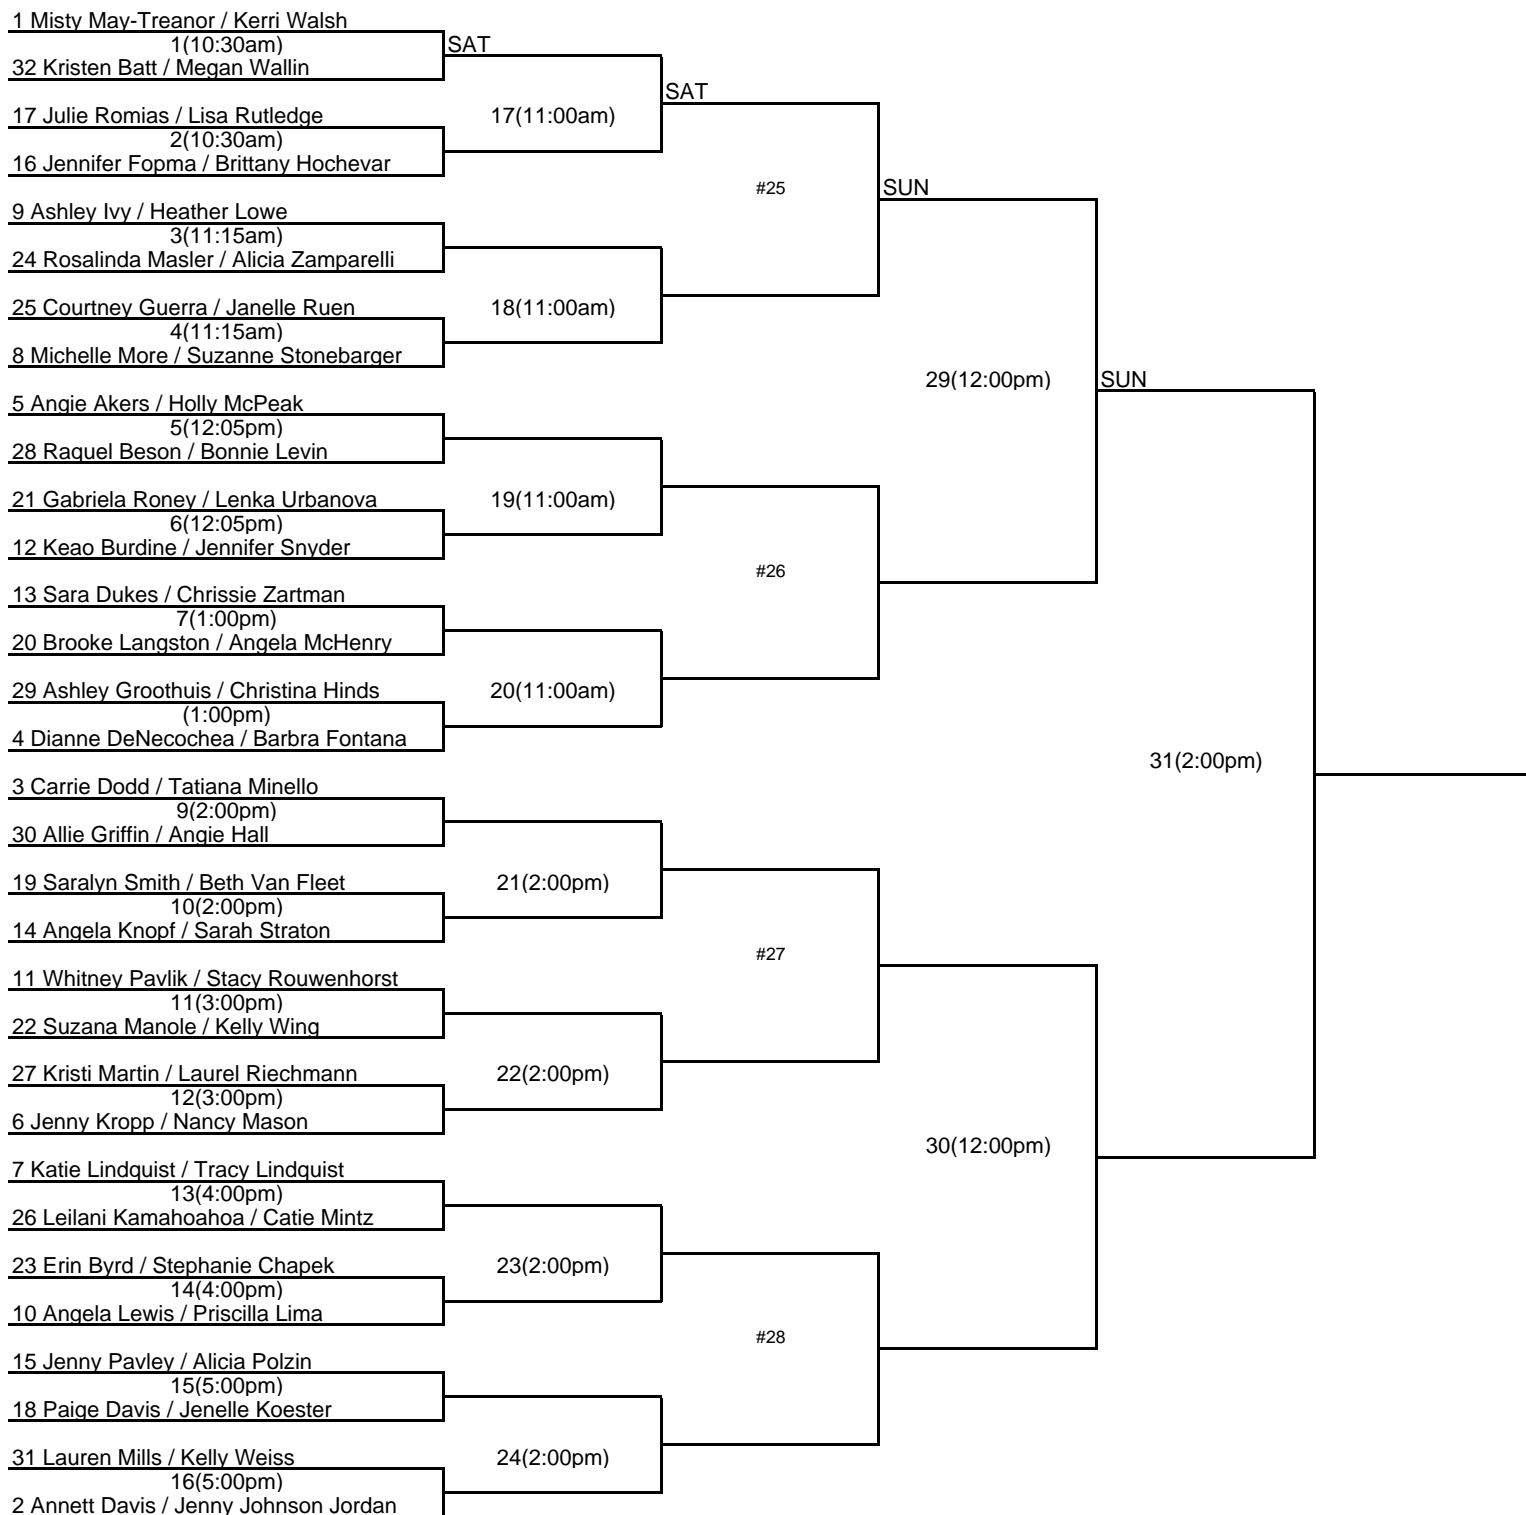 1 Misty May-Treanor / Kerri Walsh
1(10:30am)
SAT
32 Kristen Batt / Megan Wallin
SAT
17 Julie Romias / Lisa Rutledge
17(11:00am)
2(10:30am)
16 Jennifer Fopma / Brittany Hochevar
#25
SUN
9 Ashley Ivy / Heather Lowe
3(11:15am)
24 Rosalinda Masler / Alicia Zamparelli
25 Courtney Guerra / Janelle Ruen
18(11:00am)
4(11:15am)
8 Michelle More / Suzanne Stonebarger
29(12:00pm)
SUN
5 Angie Akers / Holly McPeak
5(12:05pm)
28 Raquel Beson / Bonnie Levin
21 Gabriela Roney / Lenka Urbanova
19(11:00am)
6(12:05pm)
12 Keao Burdine / Jennifer Snyder
#26
13 Sara Dukes / Chrissie Zartman
7(1:00pm)
20 Brooke Langston / Angela McHenry
29 Ashley Groothuis / Christina Hinds
20(11:00am)
(1:00pm)
4 Dianne DeNecochea / Barbra Fontana
31(2:00pm)
3 Carrie Dodd / Tatiana Minello
9(2:00pm)
30 Allie Griffin / Angie Hall
19 Saralyn Smith / Beth Van Fleet
21(2:00pm)
10(2:00pm)
14 Angela Knopf / Sarah Straton
#27
11 Whitney Pavlik / Stacy Rouwenhorst
11(3:00pm)
22 Suzana Manole / Kelly Wing
27 Kristi Martin / Laurel Riechmann
22(2:00pm)
12(3:00pm)
6 Jenny Kropp / Nancy Mason
30(12:00pm)
7 Katie Lindquist / Tracy Lindquist
13(4:00pm)
26 Leilani Kamahoahoa / Catie Mintz
23 Erin Byrd / Stephanie Chapek
23(2:00pm)
14(4:00pm)
10 Angela Lewis / Priscilla Lima
#28
15 Jenny Pavley / Alicia Polzin
15(5:00pm)
18 Paige Davis / Jenelle Koester
31 Lauren Mills / Kelly Weiss
24(2:00pm)
16(5:00pm)
2 Annett Davis / Jenny Johnson Jordan